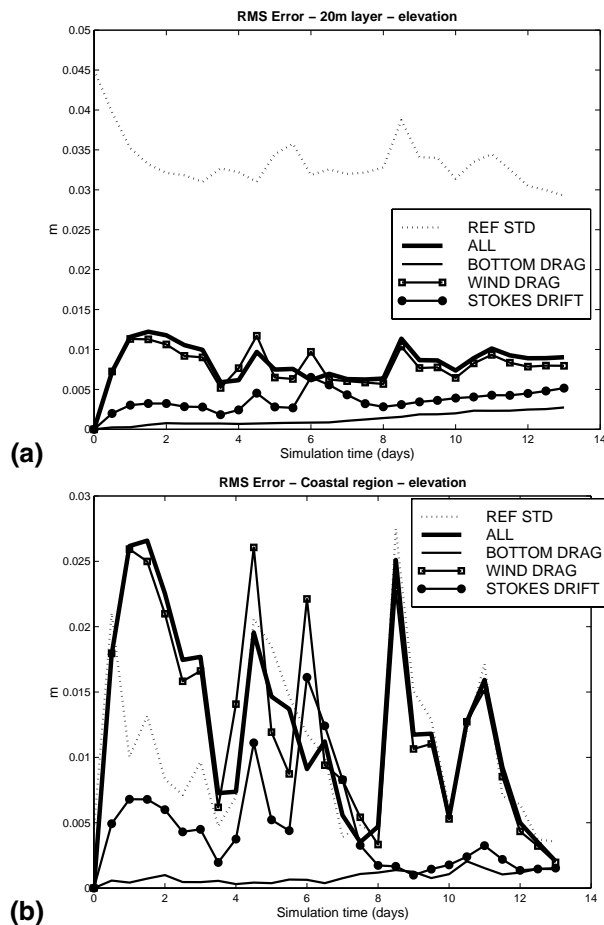 RMS Error – 20m layer – elevation
0.05
0.045
0.04
0.035
0.03
0.025
0.02
0.015
0.01
0.005
0
m
REF STD
ALL
BOTTOM DRAG
WIND DRAG
STOKES DRIFT
0 2 4 6 8 10 12 14
Simulation time (days)
(a)
RMS Error – Coastal region – elevation
0.03
0.025
0.02
0.015
0.01
0.005
0
m
REF STD
ALL
BOTTOM DRAG
WIND DRAG
STOKES DRIFT
0 2 4 6 8 10 12 14
Simulation time (days)
(b)